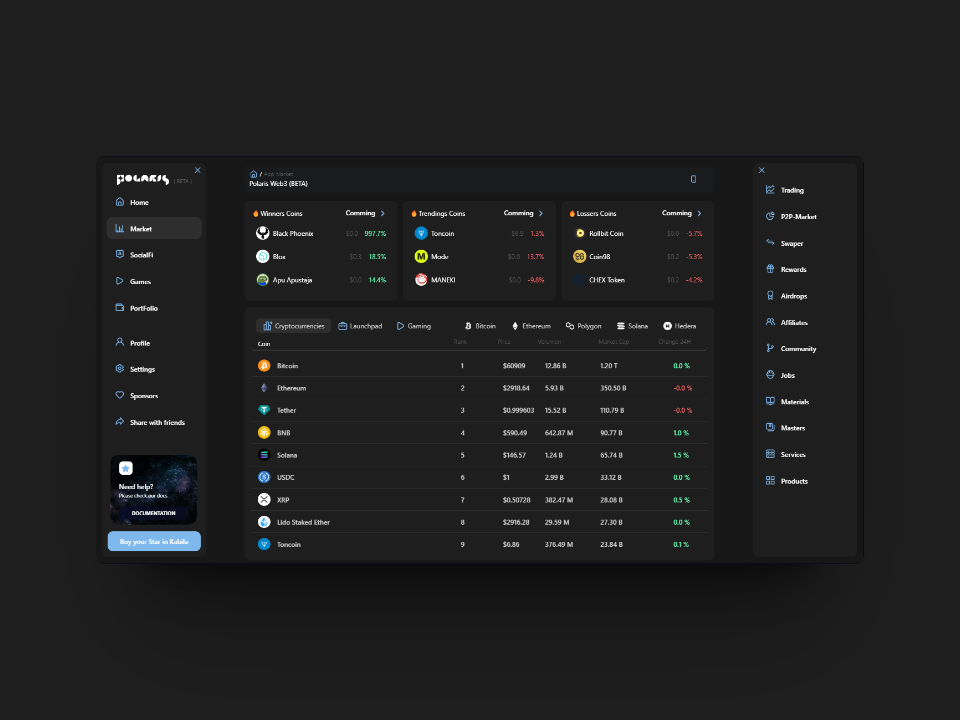 POLARIS ( BETA )
Home
Market
SocialFi
Games
PortFolio
Profile
Settings
Sponsors
Share with friends
Need help?
Please check our docs
DOCUMENTATION
Buy your Star in Kabila
/ App Market
Polaris Web3 (BETA)
Winners Coins Comming
Black Phoenix $0.0 997.7%
Blox $0.3 18.5%
Apu Apustaja $0.0 14.4%
Trendings Coins Comming
Toncoin $6.9 1.3%
Mode $0.0 13.7%
MANEKI $0.0 -9.8%
Lossers Coins Comming
Rollbit Coin $0.0 -5.7%
Coin98 $0.2 -5.3%
CHEX Token $0.2 -4.2%
Cryptocurrencies Launchpad Gaming Bitcoin Ethereum Polygon Solana Hedera
Coin Rank Price Volumen Market Cap Change 24H
Bitcoin 1 $60909 12.86 B 1.20 T 0.0 %
Ethereum 2 $2918.64 5.93 B 350.50 B -0.0 %
Tether 3 $0.999603 15.52 B 110.79 B -0.0 %
BNB 4 $590.49 642.87 M 90.77 B 1.0 %
Solana 5 $146.57 1.24 B 65.74 B 1.5 %
USDC 6 $1 2.99 B 33.12 B 0.0 %
XRP 7 $0.50728 382.47 M 28.08 B 0.5 %
Lido Staked Ether 8 $2916.28 29.59 M 27.30 B 0.0 %
Toncoin 9 $6.86 376.49 M 23.84 B 0.1 %
Trading
P2P-Market
Swaper
Rewards
Airdrops
Affiliates
Community
Jobs
Materials
Masters
Services
Products